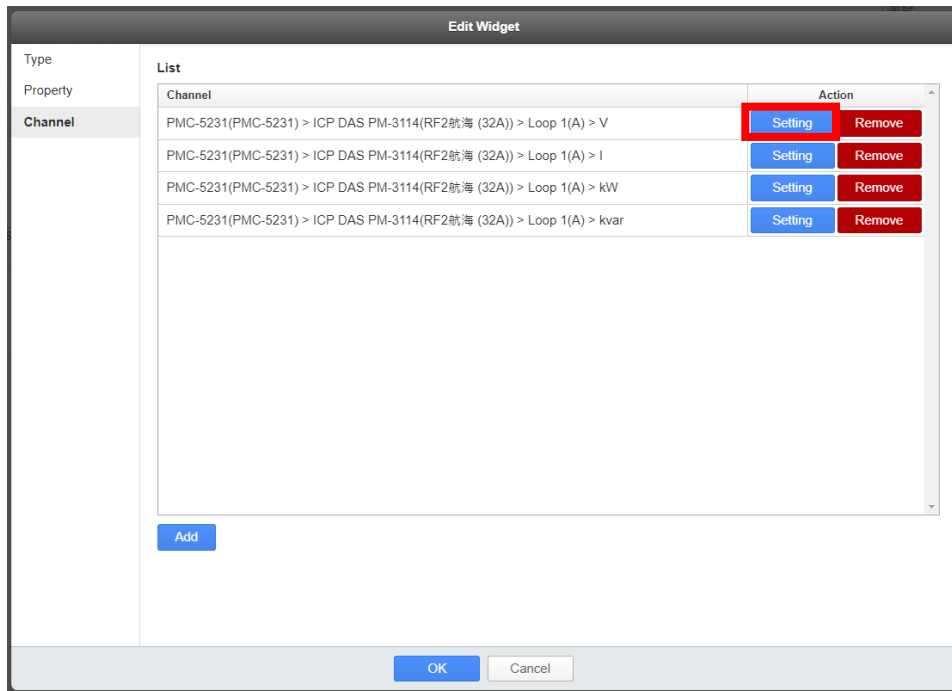 Edit Widget
Type
Property
Channel
List
Channel Action
PMC-5231(PMC-5231) > ICP DAS PM-3114(RF2航海 (32A)) > Loop 1(A) > V Setting Remove
PMC-5231(PMC-5231) > ICP DAS PM-3114(RF2航海 (32A)) > Loop 1(A) > I Setting Remove
PMC-5231(PMC-5231) > ICP DAS PM-3114(RF2航海 (32A)) > Loop 1(A) > kW Setting Remove
PMC-5231(PMC-5231) > ICP DAS PM-3114(RF2航海 (32A)) > Loop 1(A) > kvar Setting Remove
Add
OK Cancel